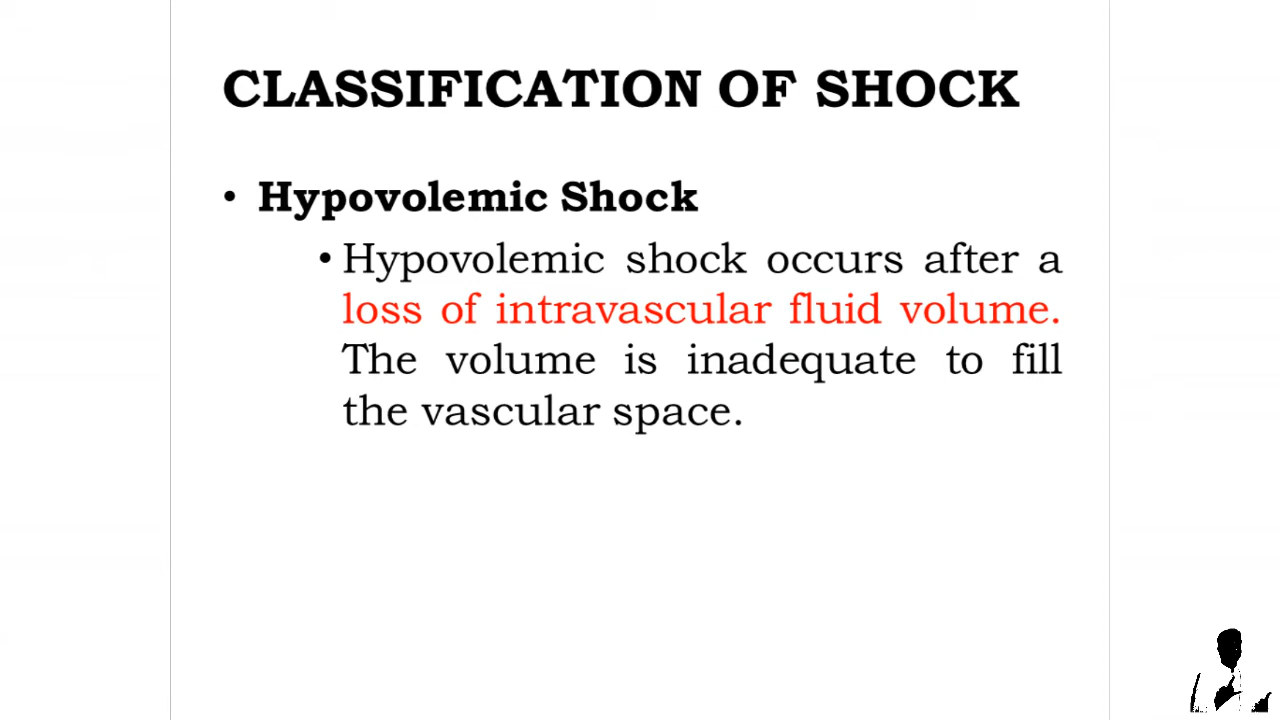 CLASSIFICATION OF SHOCK
• Hypovolemic Shock
• Hypovolemic shock occurs after a
loss of intravascular fluid volume.
The volume is inadequate to fill
the vascular space.